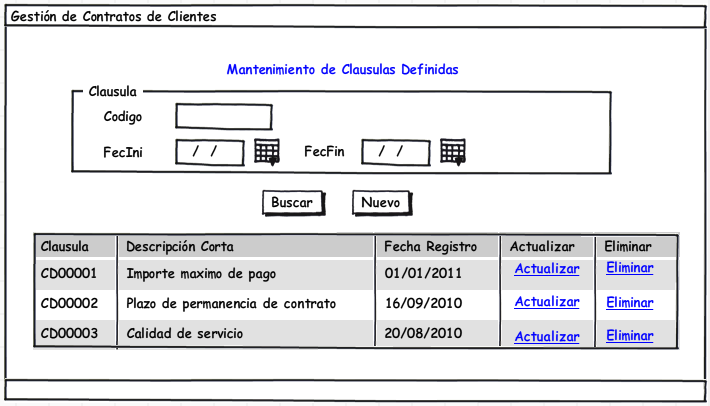 Gestión de Contratos de Clientes
Mantenimiento de Clausulas Definidas
Clausula
Codigo
FecIni / / FecFin / /
Buscar Nuevo
Clausula Descripción Corta Fecha Registro Actualizar Eliminar
CD00001 Importe maximo de pago 01/01/2011 Actualizar Eliminar
CD00002 Plazo de permanencia de contrato 16/09/2010 Actualizar Eliminar
CD00003 Calidad de servicio 20/08/2010 Actualizar Eliminar